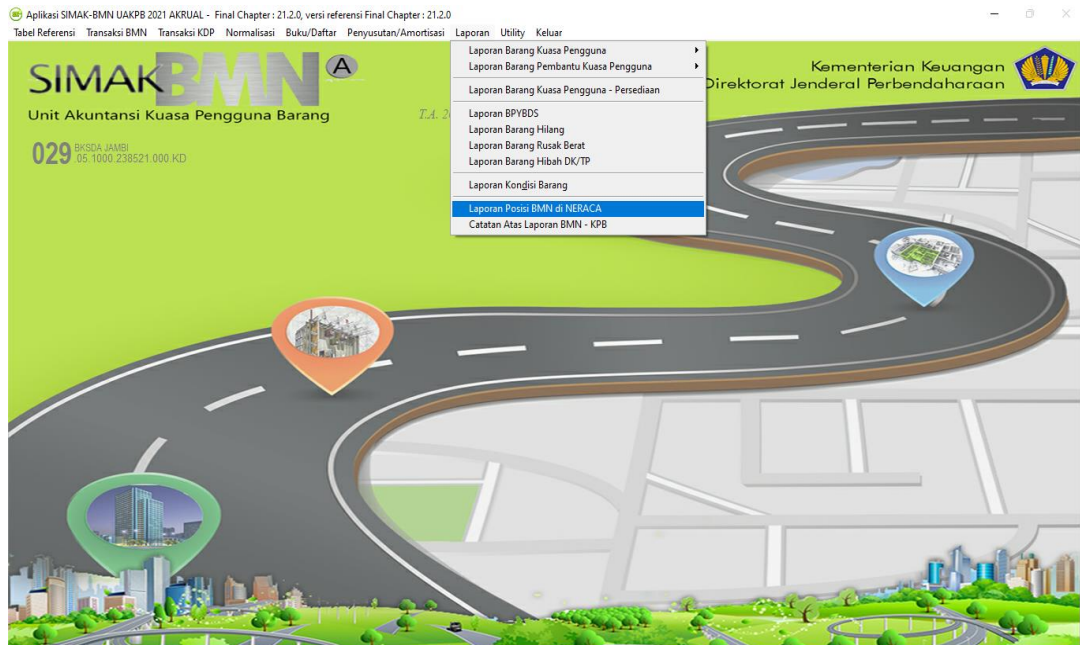 Aplikasi SIMAK-BMN UAKPB 2021 AKRUAL - Final Chapter : 21.2.0, versi referensi Final Chapter : 21.2.0
Tabel Referensi Transaksi BMN Transaksi KDP Normalisasi Buku/Daftar Penyusutan/Amortisasi Laporan Utility Keluar
Laporan Barang Kuasa Pengguna
Laporan Barang Pembantu Kuasa Pengguna
Laporan Barang Kuasa Pengguna - Persediaan
Laporan BPYBDS
Laporan Barang Hilang
Laporan Barang Rusak Berat
Laporan Barang Hibah DK/TP
Laporan Kondisi Barang
Laporan Posisi BMN di NERACA
Catatan Atas Laporan BMN - KPB
SIMAK BMN A
Unit Akuntansi Kuasa Pengguna Barang
T.A. 20
029 BKSDA JAMBI
.05.1000.238521.000.KD
Kementerian Keuangan
Direktorat Jenderal Perbendaharaan